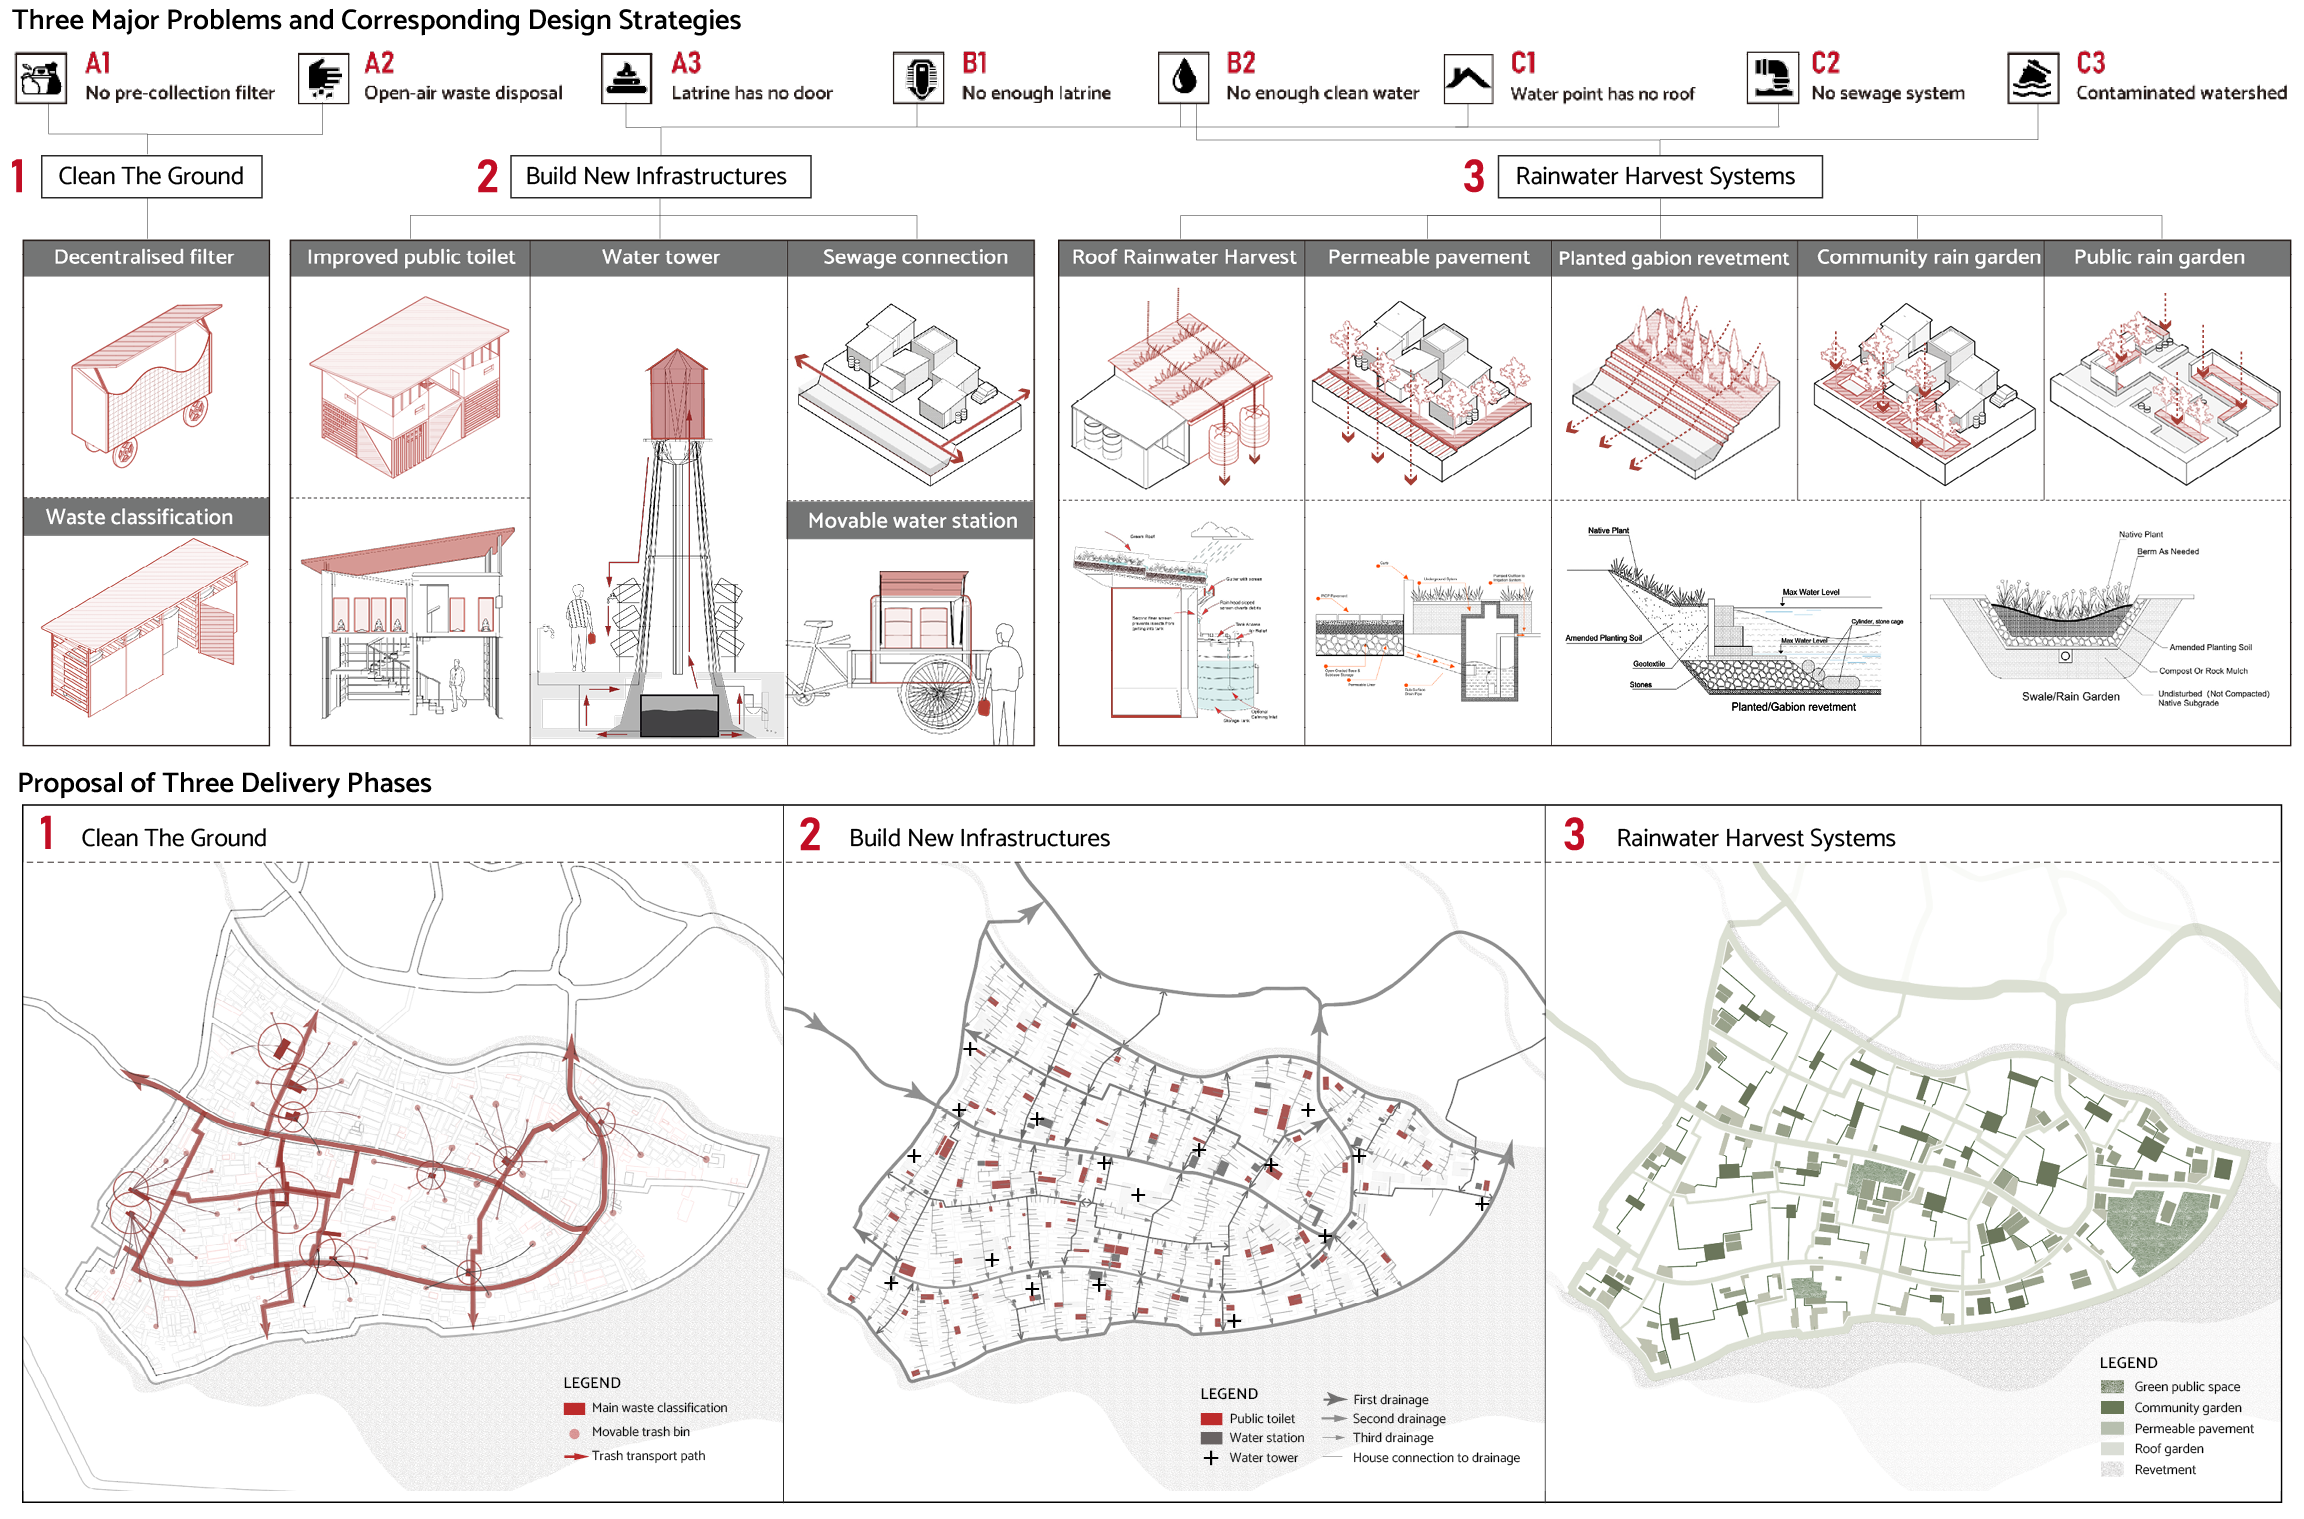 Three Major Problems and Corresponding Design Strategies
A1
No pre-collection filter
A2
Open-air waste disposal
A3
Latrine has no door
B1
No enough latrine
B2
No enough clean water
C1
Water point has no roof
C2
No sewage system
C3
Contaminated watershed
1 Clean The Ground
2 Build New Infrastructures
3 Rainwater Harvest Systems
Decentralised filter
Waste classification
Improved public toilet
Water tower
Sewage connection
Movable water station
Roof Rainwater Harvest
Permeable pavement
Planted gabion revetment
Community rain garden
Public rain garden
Green Roof
Gutter with screen
Storage tank
Native Plant
Max Water Level
Cylinder, stone cage
Amended Planting Soil
Max Water Level
Geotextile
Stones
Planted/Gabion revetment
Native Plant
Berm As Needed
Amended Planting Soil
Compost Or Rock Mulch
Undisturbed (Not Compacted)
Native Subgrade
Swale/Rain Garden
Proposal of Three Delivery Phases
1 Clean The Ground
LEGEND
Main waste classification
Movable trash bin
Trash transport path
2 Build New Infrastructures
LEGEND
Public toilet
Water station
Water tower
First drainage
Second drainage
Third drainage
House connection to drainage
3 Rainwater Harvest Systems
LEGEND
Green public space
Community garden
Permeable pavement
Roof garden
Revetment